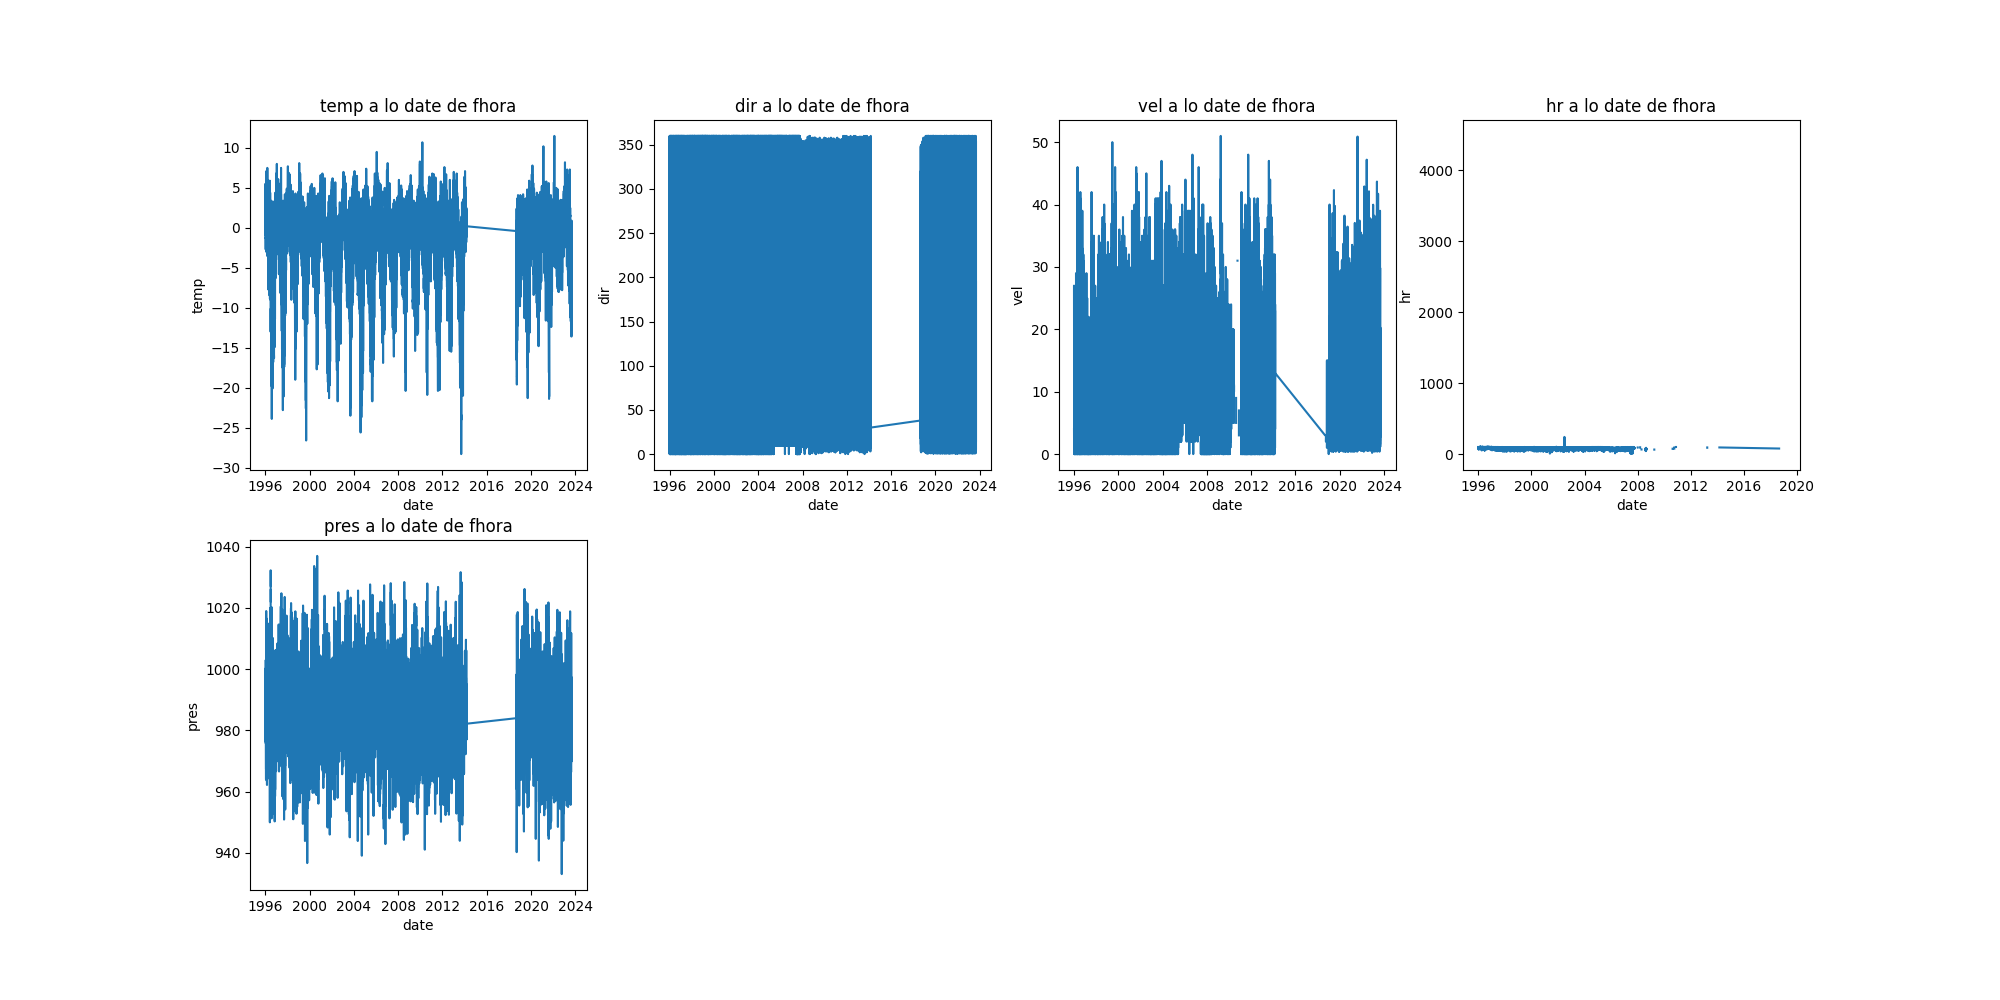 temp a lo date de fhora
dir a lo date de fhora
vel a lo date de fhora
hr a lo date de fhora
10
5
0
−5
−10
−15
−20
−25
−30
temp
1996 2000 2004 2008 2012 2016 2020 2024
date
350
300
250
200
150
100
50
0
dir
1996 2000 2004 2008 2012 2016 2020 2024
date
50
40
30
20
10
0
vel
1996 2000 2004 2008 2012 2016 2020 2024
date
4000
3000
2000
1000
0
hr
1996 2000 2004 2008 2012 2016 2020
date
pres a lo date de fhora
1040
1020
1000
980
960
940
pres
1996 2000 2004 2008 2012 2016 2020 2024
date